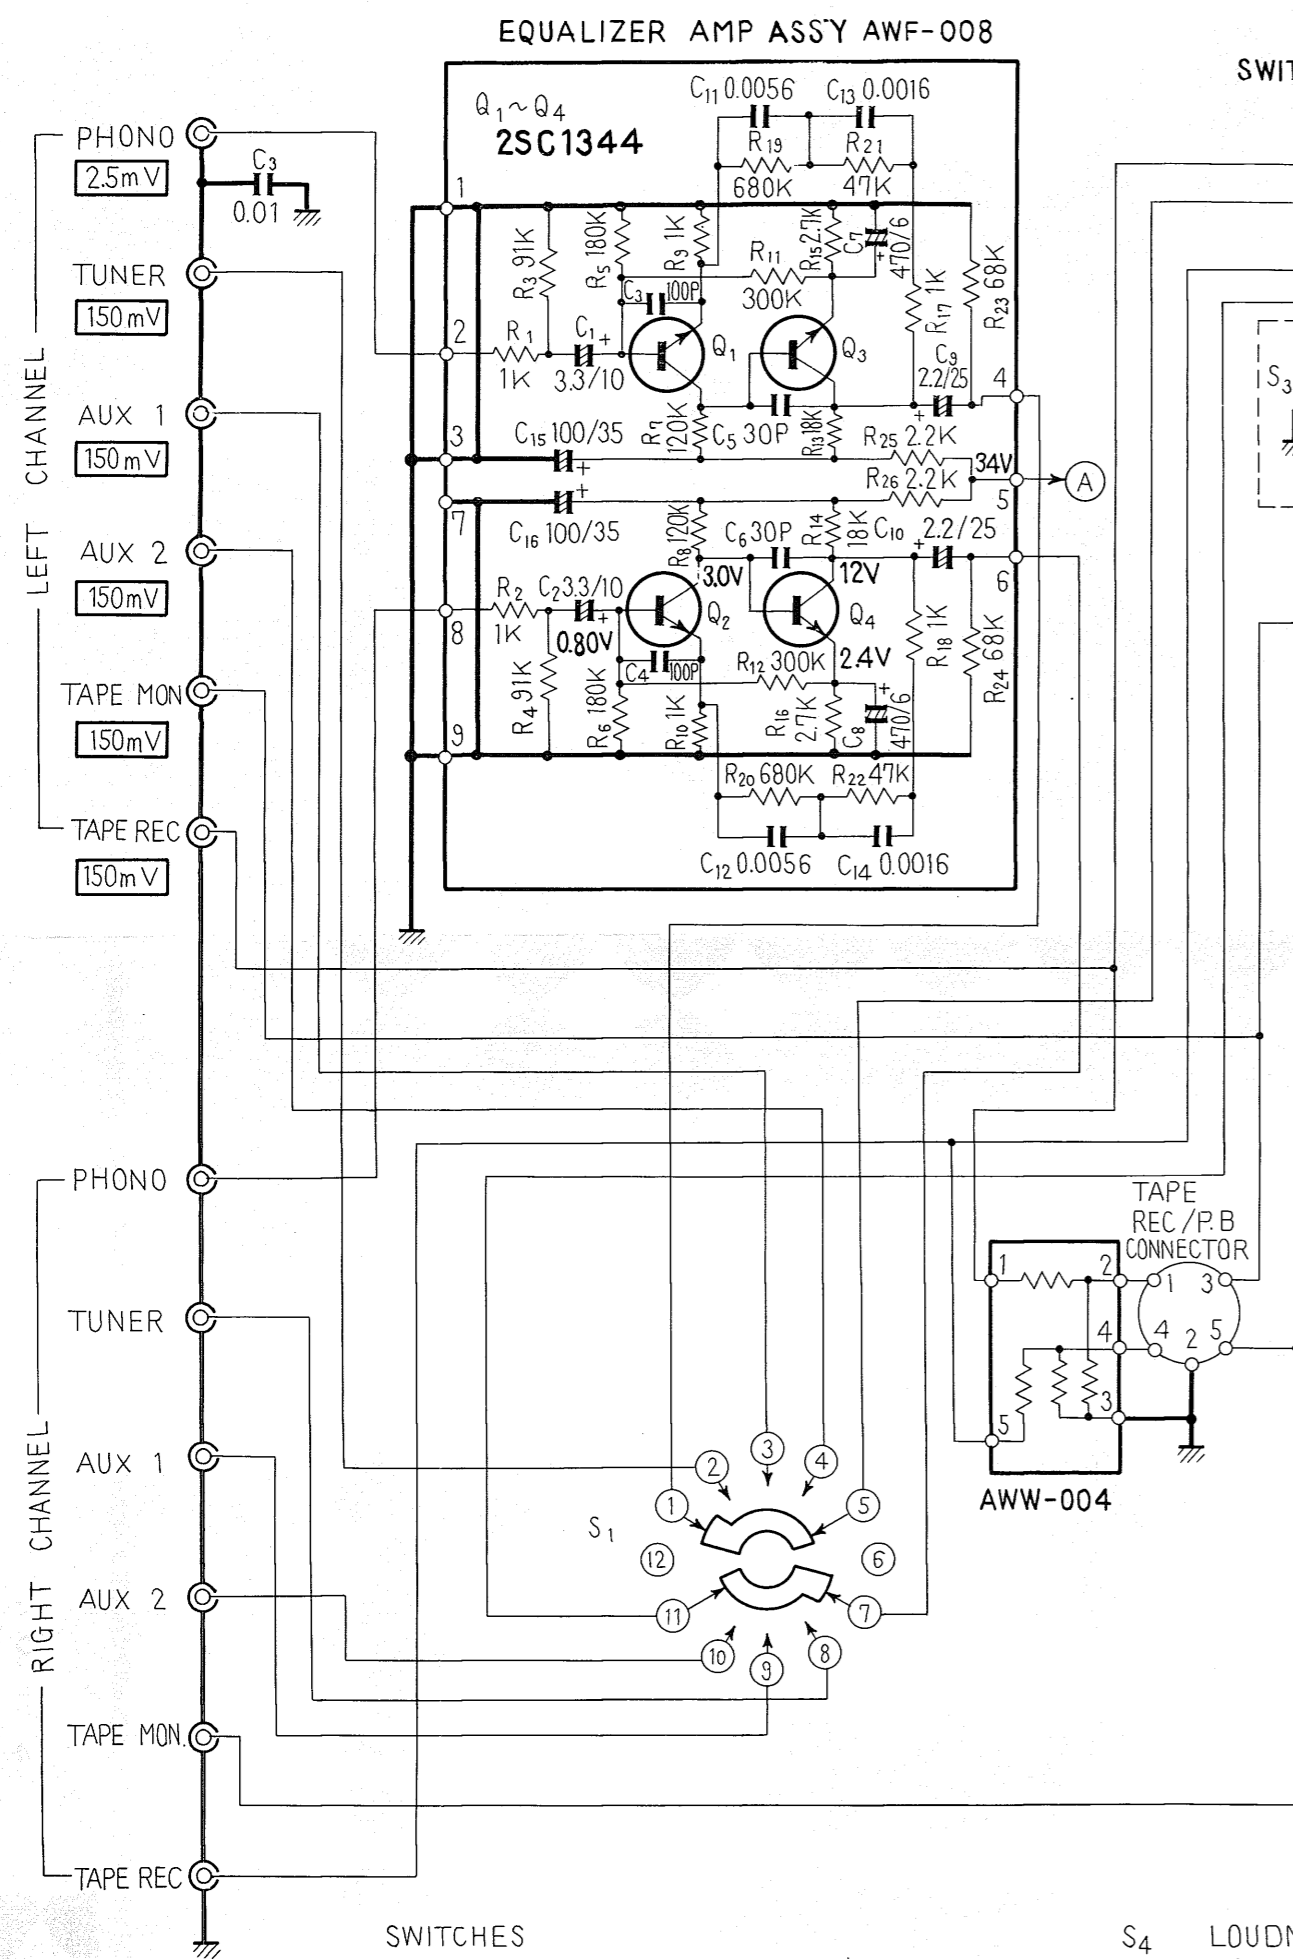 EQUALIZER AMP ASS'Y AWF-008
SWIT
Q1~Q4
2SC1344
C11 0.0056
C13 0.0016
R19
680K
R21
47K
PHONO
2.5mV
C3
0.01
TUNER
150mV
AUX 1
150mV
AUX 2
150mV
TAPE MON
150mV
TAPE REC
150mV
LEFT CHANNEL
1
2
3
7
8
9
4
5
6
R3 91K
R5 180K
R9 1K
R11
300K
R15 2.7K
C7
470/6
R17 1K
R23 68K
C3 100P
R1
1K
C1 +
3.3/10
Q1
Q3
C9
2.2/25
+
R7
120K
C5 30P
R13 18K
C15 100/35
+
R25 2.2K
34V
R26 2.2K
A
C16 100/35
+
R8 120K
C6 30P
R14
18K
C10 2.2/25
+
3.0V
12V
R2
1K
C2 3.3/10
+
0.80V
Q2
Q4
C4 100P
R12 300K
2.4V
R18 1K
R24 68K
R4 91K
R6 180K
R10 1K
R16
2.7K
C8
470/6
+
R20 680K
R22 47K
C12 0.0056
C14 0.0016
S3
PHONO
TUNER
AUX 1
AUX 2
TAPE MON.
TAPE REC
RIGHT CHANNEL
TAPE
REC/P.B
CONNECTOR
1
2
4
3
5
1
3
4
2
5
AWW-004
S1
1
2
3
4
5
6
7
8
9
10
11
12
SWITCHES
S4 LOUDN